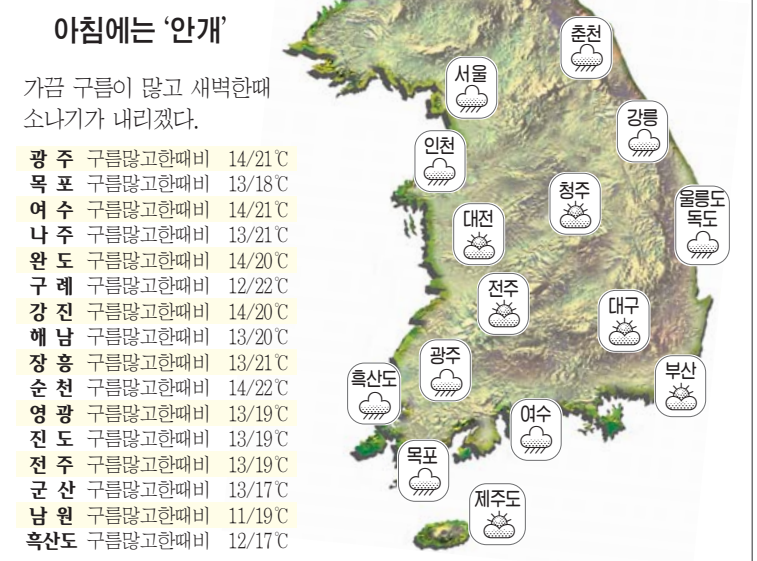 아침에는 ‘안개’
가끔 구름이 많고 새벽한때
소나기가 내리겠다.
광 주 구름많고한때비 14/21℃
목 포 구름많고한때비 13/18℃
여 수 구름많고한때비 14/21℃
나 주 구름많고한때비 13/21℃
완 도 구름많고한때비 14/20℃
구 례 구름많고한때비 12/22℃
강 진 구름많고한때비 14/20℃
해 남 구름많고한때비 13/20℃
장 흥 구름많고한때비 13/21℃
순 천 구름많고한때비 14/22℃
영 광 구름많고한때비 13/19℃
진 도 구름많고한때비 13/19℃
전 주 구름많고한때비 13/19℃
군 산 구름많고한때비 13/17℃
남 원 구름많고한때비 11/19℃
흑산도 구름많고한때비 12/17℃
춘천
서울
강릉
인천
청주
울릉도
독도
대전
전주
대구
광주
흑산도
부산
여수
목포
제주도